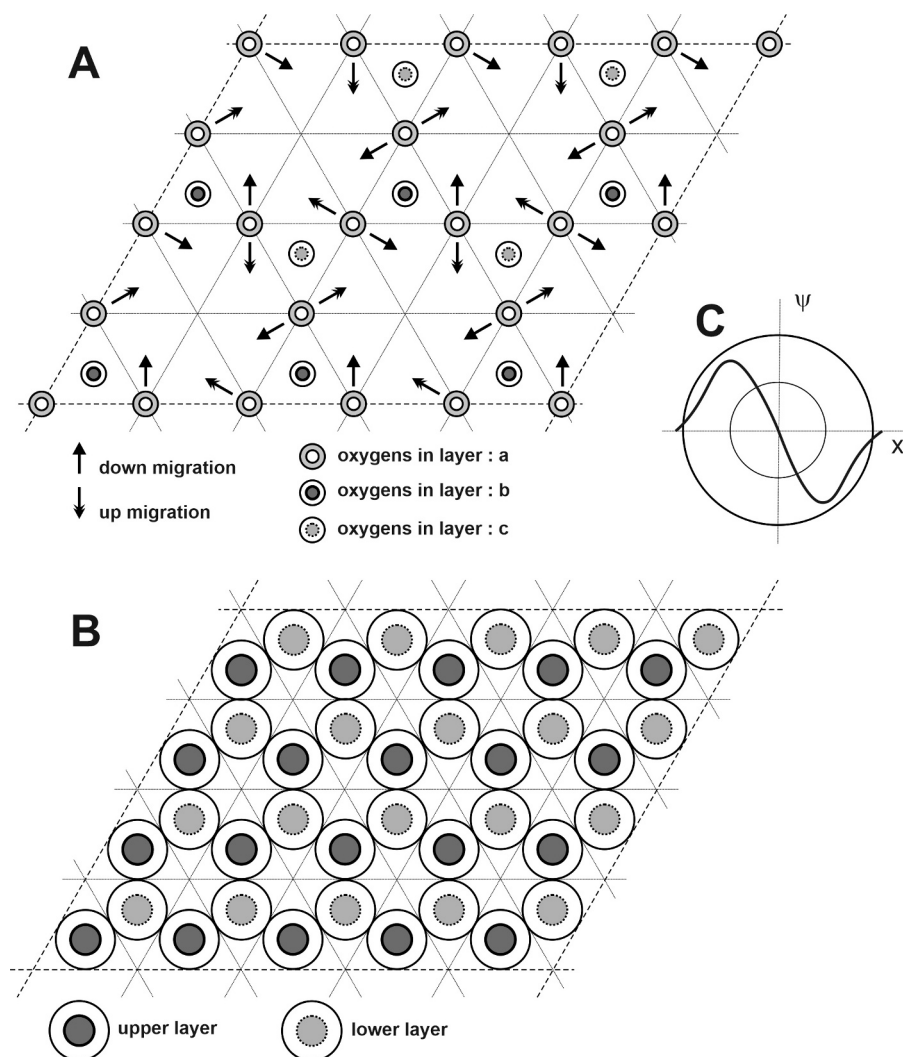 A
C
ψ
X
down migration
up migration
oxygens in layer : a
oxygens in layer : b
oxygens in layer : c
B
upper layer
lower layer